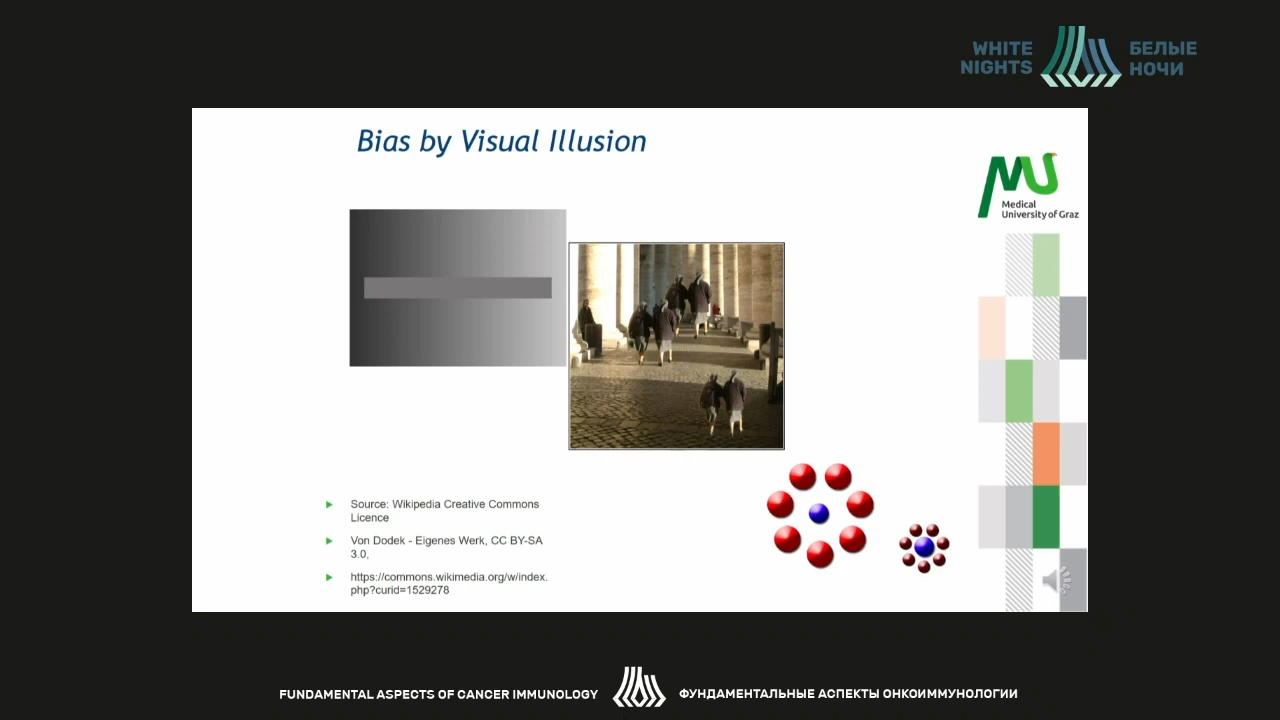 WHITE
NIGHTS
БЕЛЫЕ
НОЧИ
Bias by Visual Illusion
Medical
University of Graz
Source: Wikipedia Creative Commons
Licence
Von Dodek - Eigenes Werk, CC BY-SA
3.0,
https://commons.wikimedia.org/w/index.
php?curid=1529278
FUNDAMENTAL ASPECTS OF CANCER IMMUNOLOGY
ФУНДАМЕНТАЛЬНЫЕ АСПЕКТЫ ОНКОИММУНОЛОГИИ